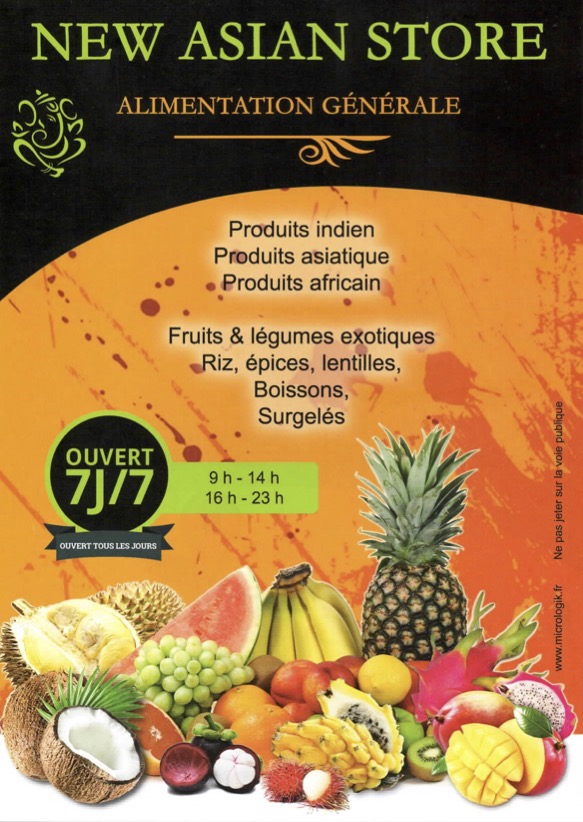 NEW ASIAN STORE
ALIMENTATION GÉNÉRALE
Produits indien
Produits asiatique
Produits africain
Fruits & légumes exotiques
Riz, épices, lentilles,
Boissons,
Surgelés
OUVERT
7J/7
OUVERT TOUS LES JOURS
9 h - 14 h
16 h - 23 h
www.micrologik.fr
Ne pas jeter sur la voie publique